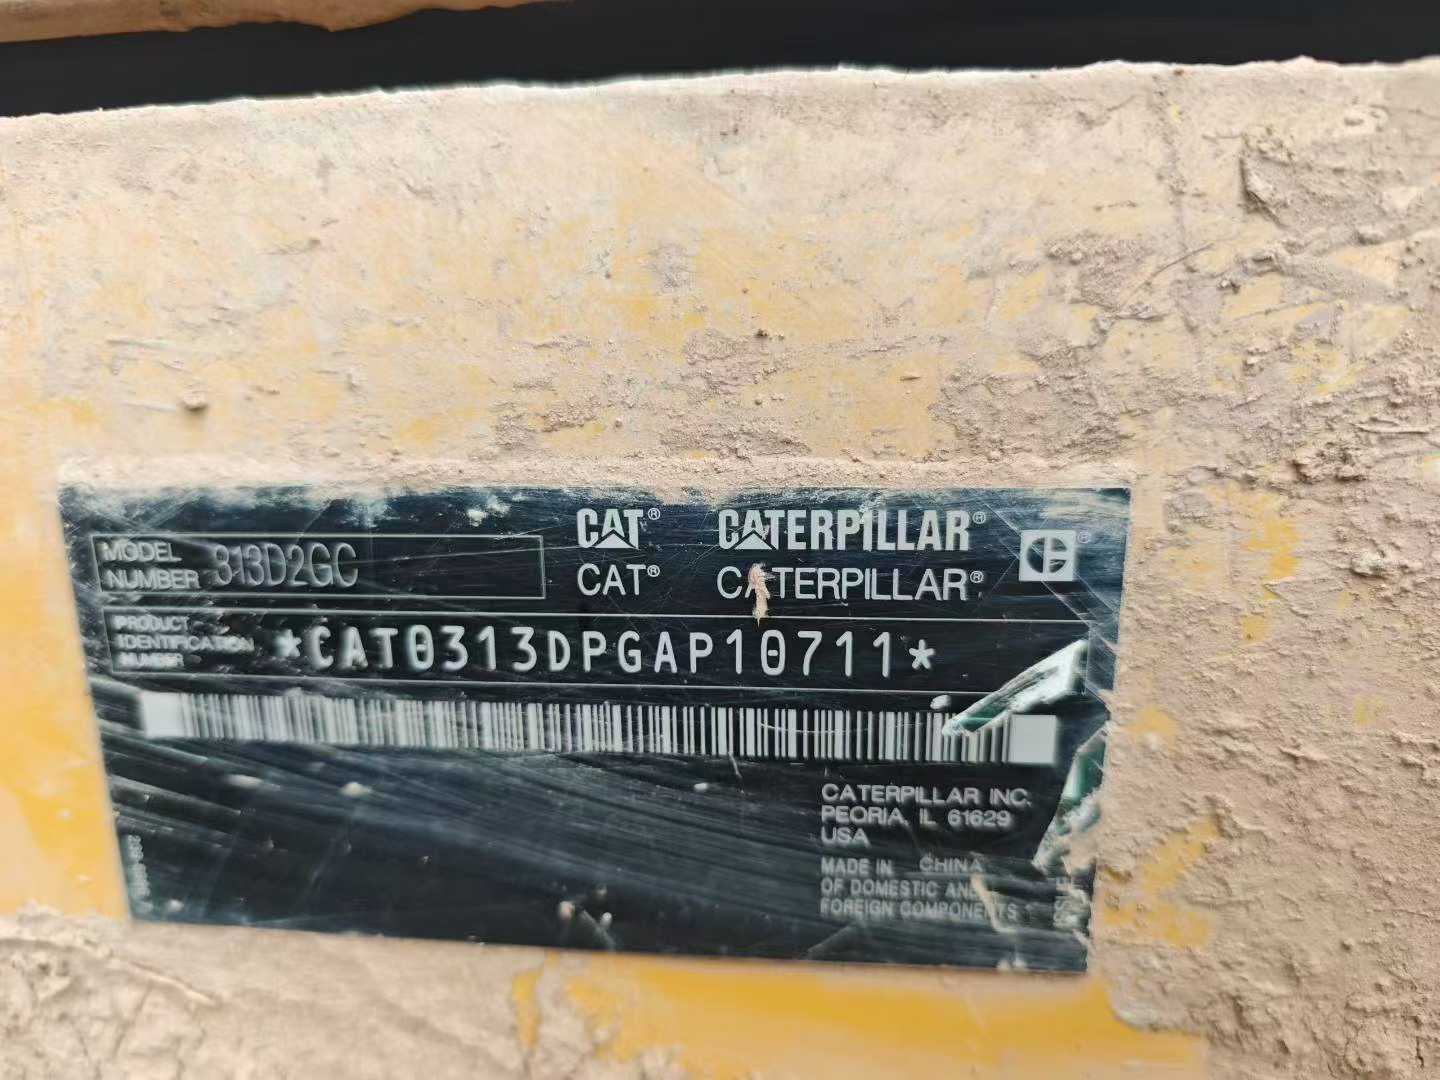 CAT® CATERPILLAR®
MODEL NUMBER 313D2GC
CAT® CATERPILLAR®
PRODUCT IDENTIFICATION NUMBER
*CAT0313DPGAP10711*
CATERPILLAR INC.
PEORIA, IL 61629
USA
MADE IN CHINA
OF DOMESTIC AND
FOREIGN COMPONENTS